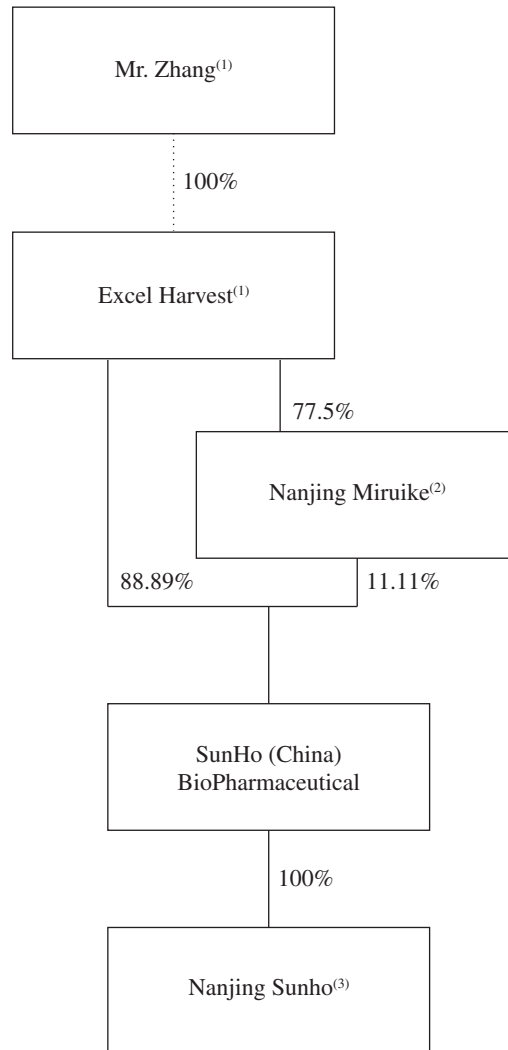 Mr. Zhang(1)
100%
Excel Harvest(1)
77.5%
Nanjing Miruike(2)
88.89%
11.11%
SunHo (China)
BioPharmaceutical
100%
Nanjing Sunho(3)